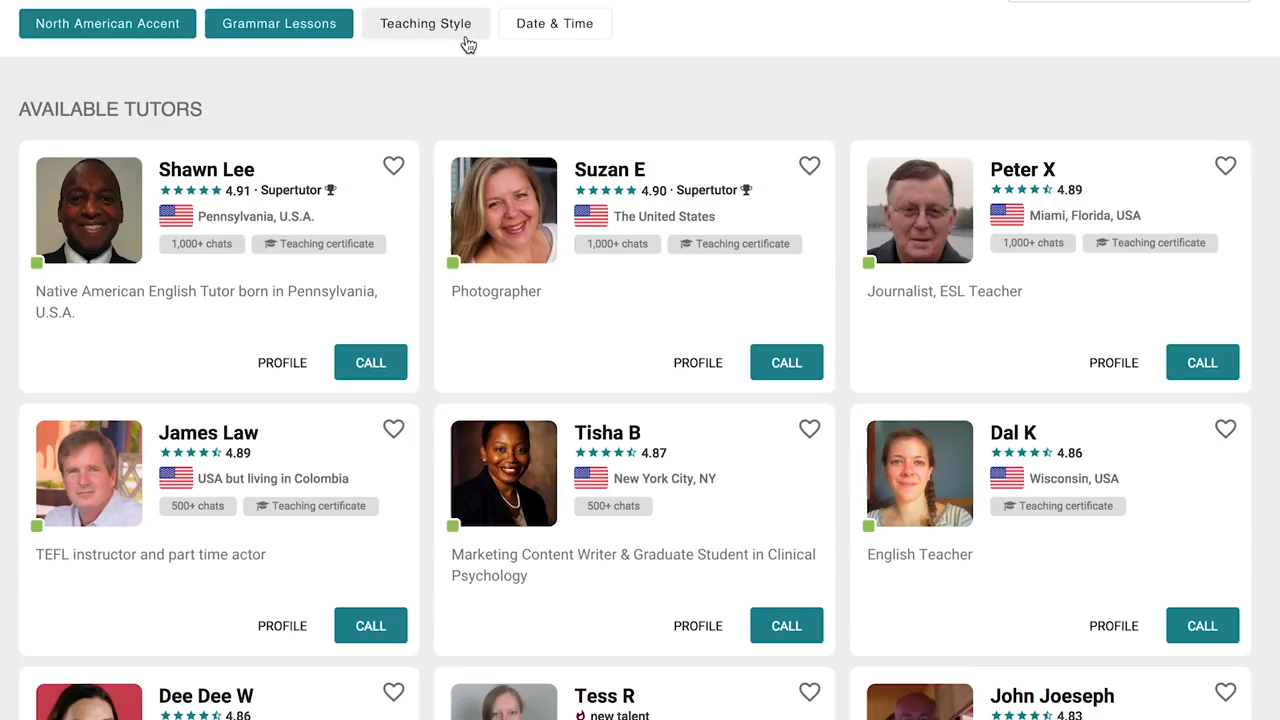 North American Accent
Grammar Lessons
Teaching Style
Date & Time
AVAILABLE TUTORS
Shawn Lee
4.91 · Supertutor
Pennsylvania, U.S.A.
1,000+ chats
Teaching certificate
Native American English Tutor born in Pennsylvania,
U.S.A.
PROFILE
CALL
Suzan E
4.90 · Supertutor
The United States
1,000+ chats
Teaching certificate
Photographer
PROFILE
CALL
Peter X
4.89
Miami, Florida, USA
1,000+ chats
Teaching certificate
Journalist, ESL Teacher
PROFILE
CALL
James Law
4.89
USA but living in Colombia
500+ chats
Teaching certificate
TEFL instructor and part time actor
PROFILE
CALL
Tisha B
4.87
New York City, NY
500+ chats
Marketing Content Writer & Graduate Student in Clinical
Psychology
PROFILE
CALL
Dal K
4.86
Wisconsin, USA
Teaching certificate
English Teacher
PROFILE
CALL
Dee Dee W
4.86
Tess R
new talent
John Joeseph
4.83